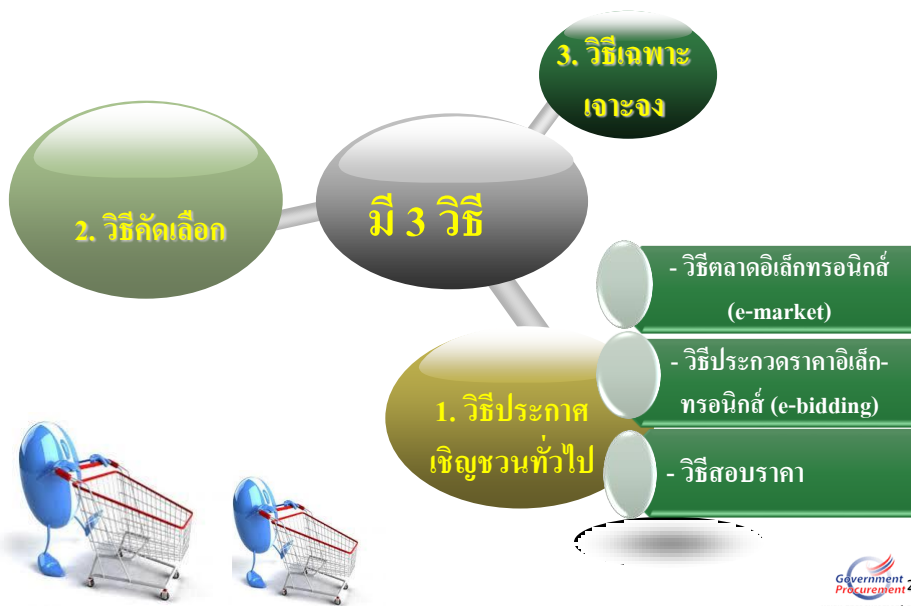 มี 3 วิธี
1. วิธีประกาศ
เชิญชวนทั่วไป
- วิธีตลาดอิเล็กทรอนิกส์
(e-market)
- วิธีประกวดราคาอิเล็ก-
ทรอนิกส์ (e-bidding)
- วิธีสอบราคา
2. วิธีคัดเลือก
3. วิธีเฉพาะ
เจาะจง
Government
Procurement